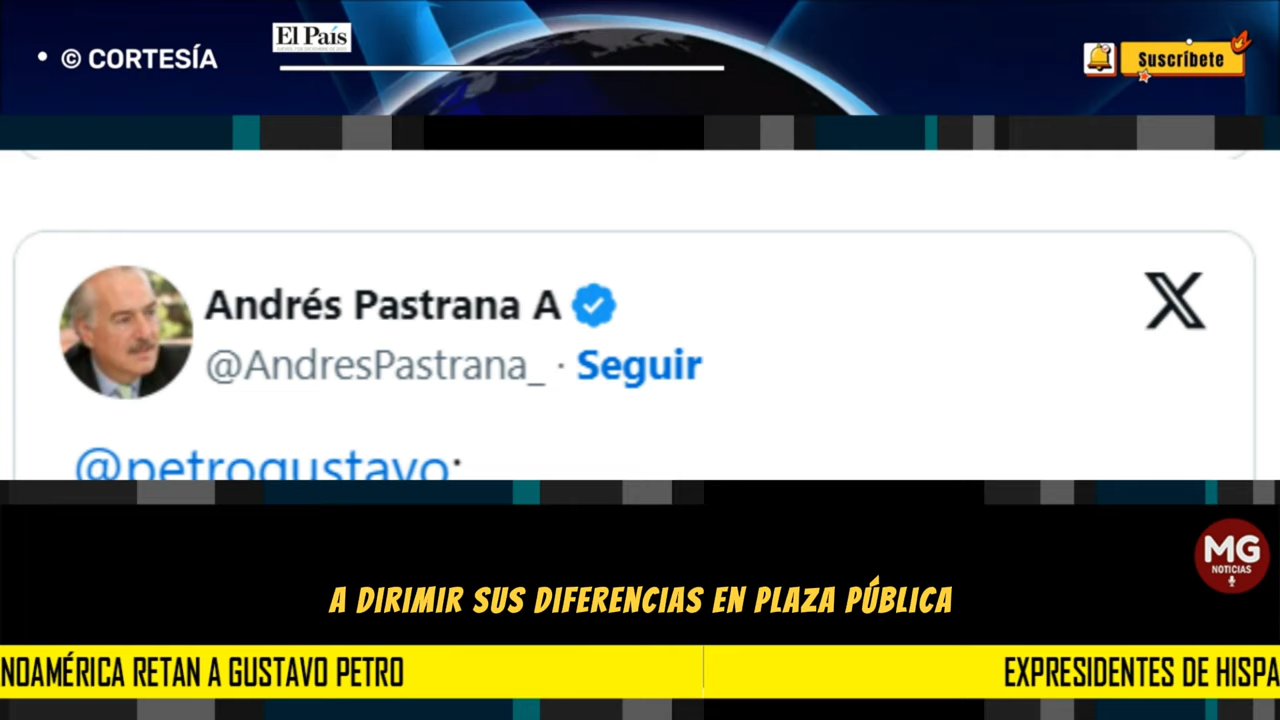 • © CORTESÍA
El País
Suscríbete
Andrés Pastrana A
@AndresPastrana_ · Seguir
@petrogustavo:
MG
NOTICIAS
A DIRIMIR SUS DIFERENCIAS EN PLAZA PÚBLICA
NOAMÉRICA RETAN A GUSTAVO PETRO
EXPRESIDENTES DE HISPA